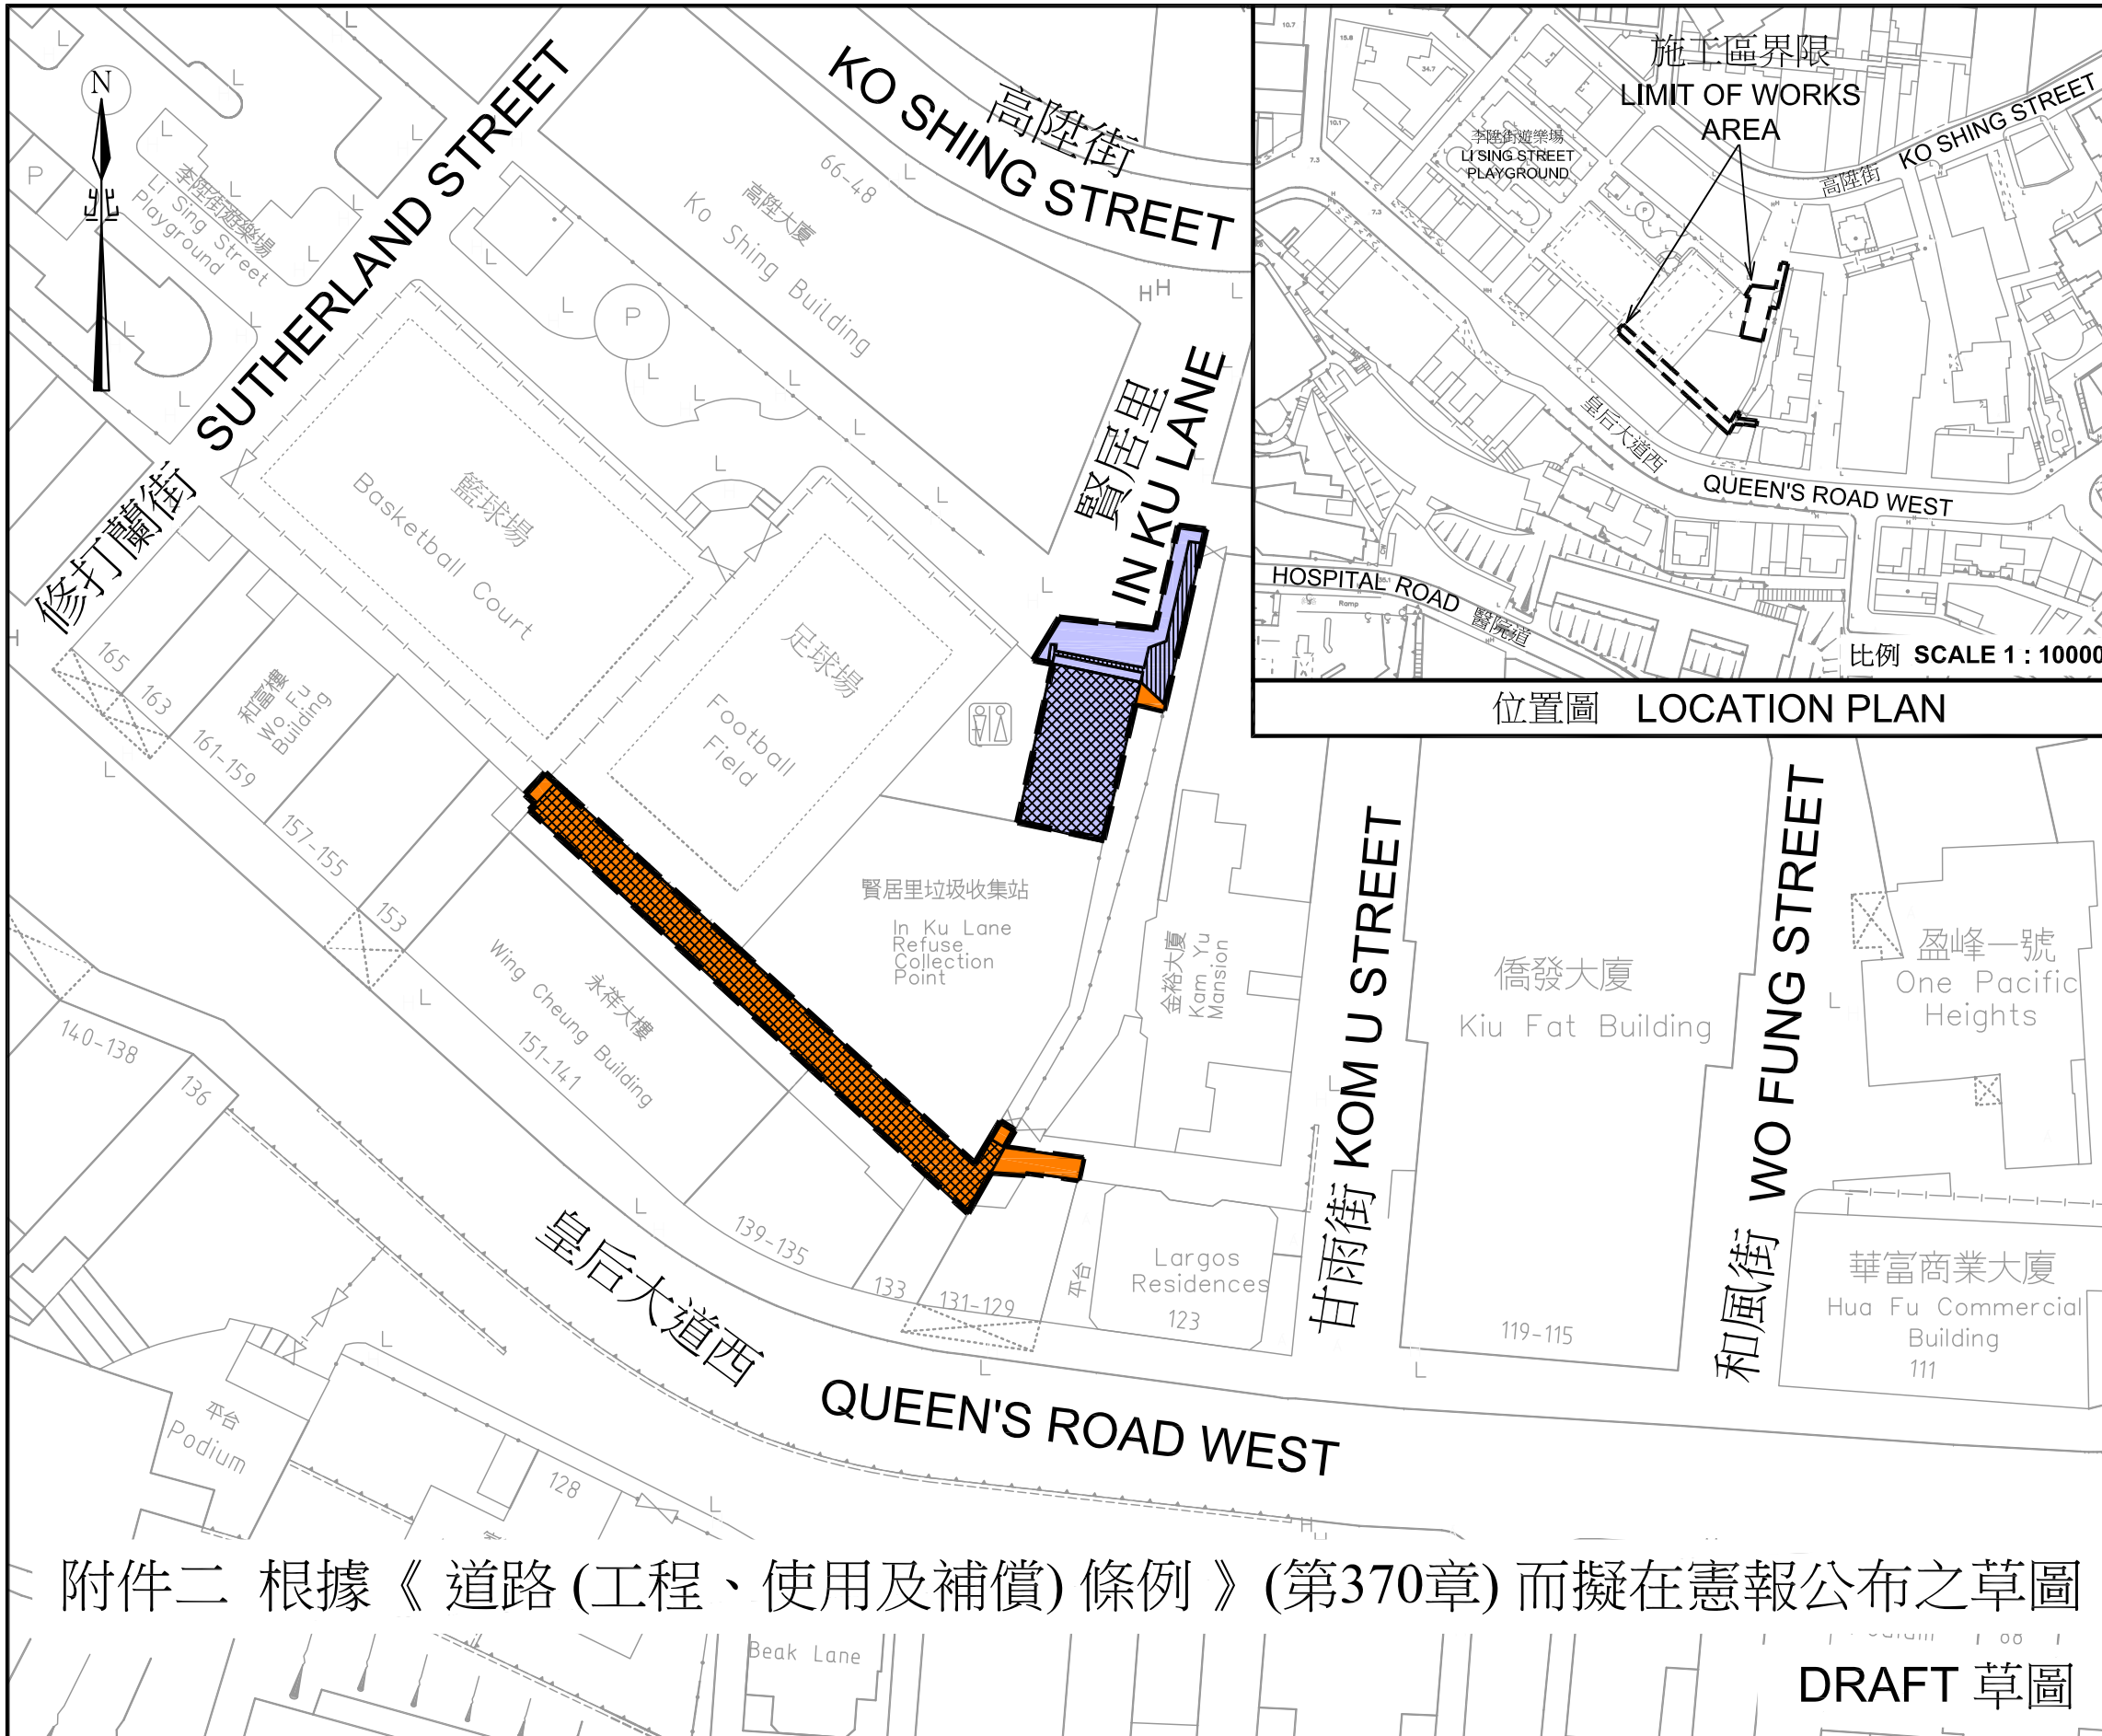 N
北
李陞街遊樂場
Li Sing Street
Playground
P
SUTHERLAND STREET
修打蘭街
高陞街
KO SHING STREET
66-48
高陞大廈
Ko Shing Building
P
賢居里
IN KU LANE
籃球場
Basketball Court
足球場
Football
Field
165
163
和富樓
Wo Fu
Building
161-159
157-155
153
永祥大樓
Wing Cheung Building
151-141
賢居里垃圾收集站
In Ku Lane
Refuse
Collection
Point
金裕大廈
Kam Yu
Mansion
甘雨街 KOM U STREET
僑發大廈
Kiu Fat Building
和風街 WO FUNG STREET
盈峰一號
One Pacific
Heights
140-138
136
139-135
133
131-129
平台
Largos
Residences
123
119-115
華富商業大廈
Hua Fu Commercial
Building
111
皇后大道西
QUEEN'S ROAD WEST
平台
Podium
128
Beak Lane
施工區界限
LIMIT OF WORKS
AREA
李陞街遊樂場
LI SING STREET
PLAYGROUND
高陞街
KO SHING STREET
皇后大道西
QUEEN'S ROAD WEST
HOSPITAL ROAD 醫院道
Ramp
比例 SCALE 1 : 10000
位置圖 LOCATION PLAN
附件二 根據《 道路 (工程、使用及補償) 條例 》(第370章) 而擬在憲報公布之草圖
DRAFT 草圖